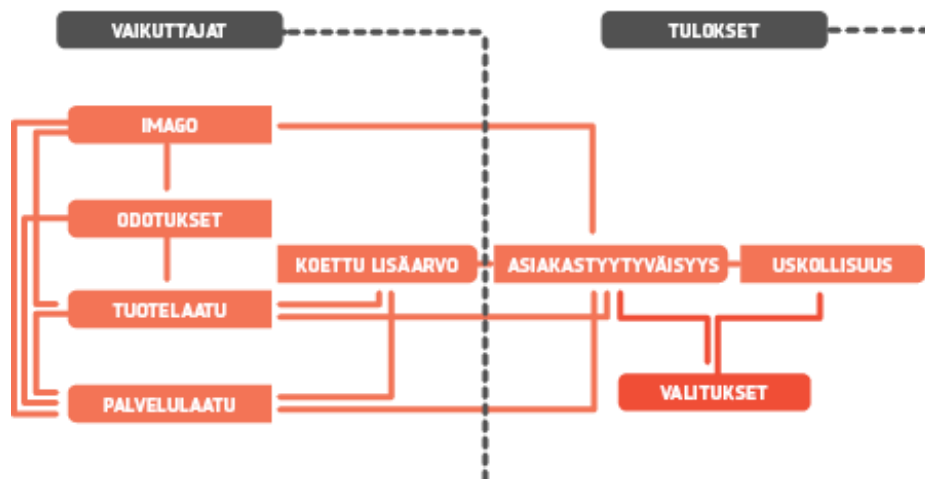 VAIKUTTAJAT
TULOKSET
IMAGO
ODOTUKSET
KOETTU LISÄARVO
ASIAKASTYYTYVÄISYYS
USKOLLISUUS
TUOTELAATU
VALITUKSET
PALVELULAATU